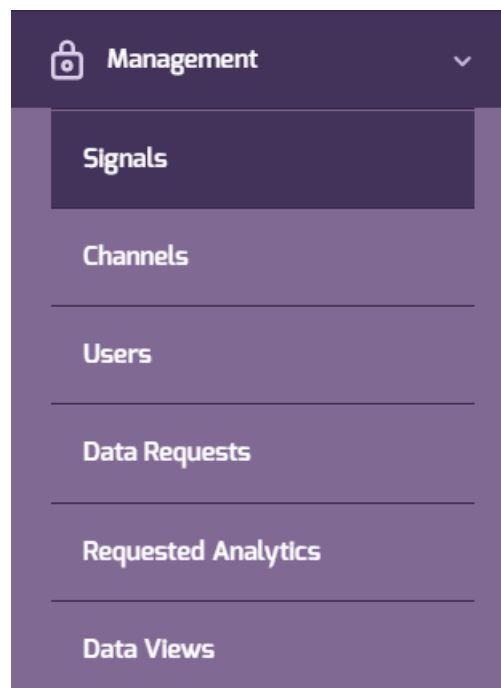 Management
Signals
Channels
Users
Data Requests
Requested Analytics
Data Views